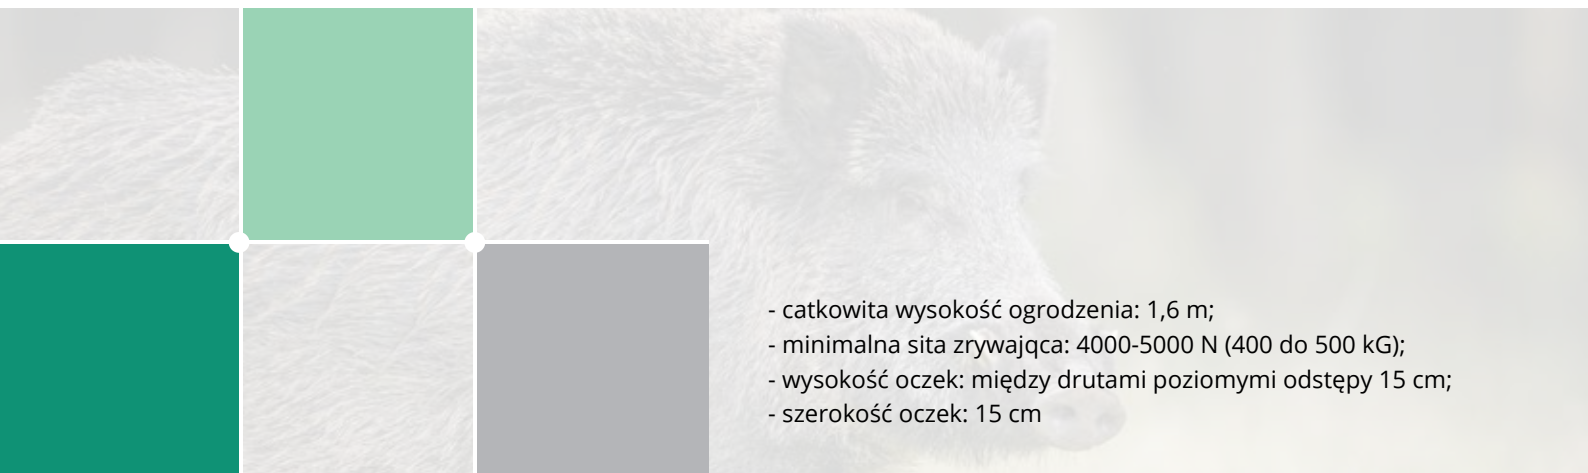 - catkowita wysokość ogrodzenia: 1,6 m;
- minimalna sita zrywająca: 4000-5000 N (400 do 500 kG);
- wysokość oczek: między drutami poziomymi odstępy 15 cm;
- szerokość oczek: 15 cm